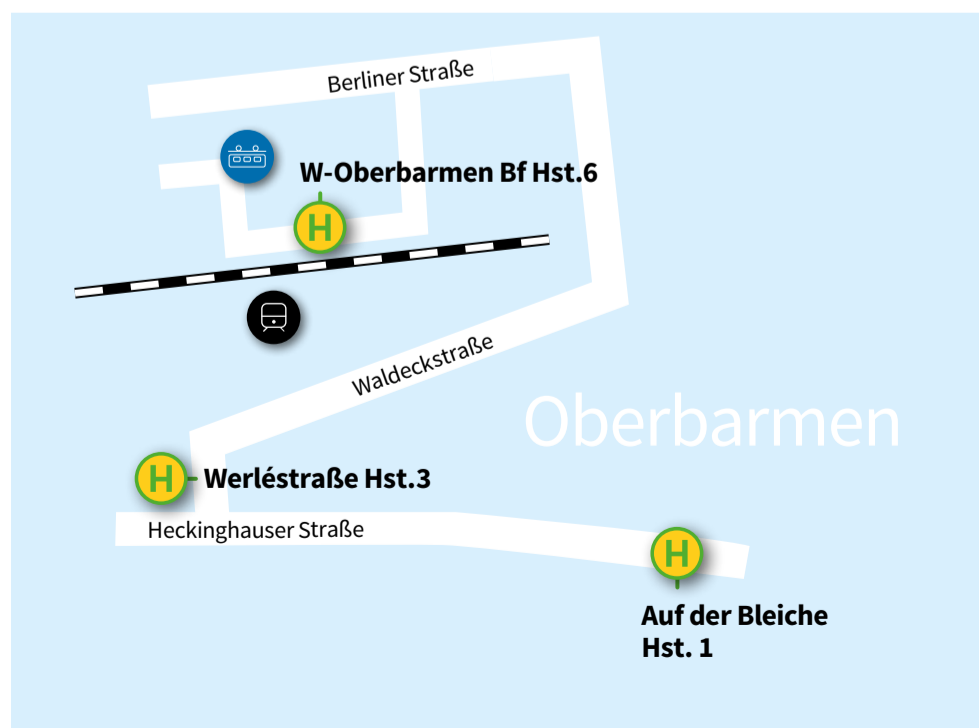 Berliner Straße
W-Oberbarmen Bf Hst.6
H
Waldeckstraße
Oberbarmen
H
Werléstraße Hst.3
Heckinghauser Straße
H
Auf der Bleiche
Hst. 1